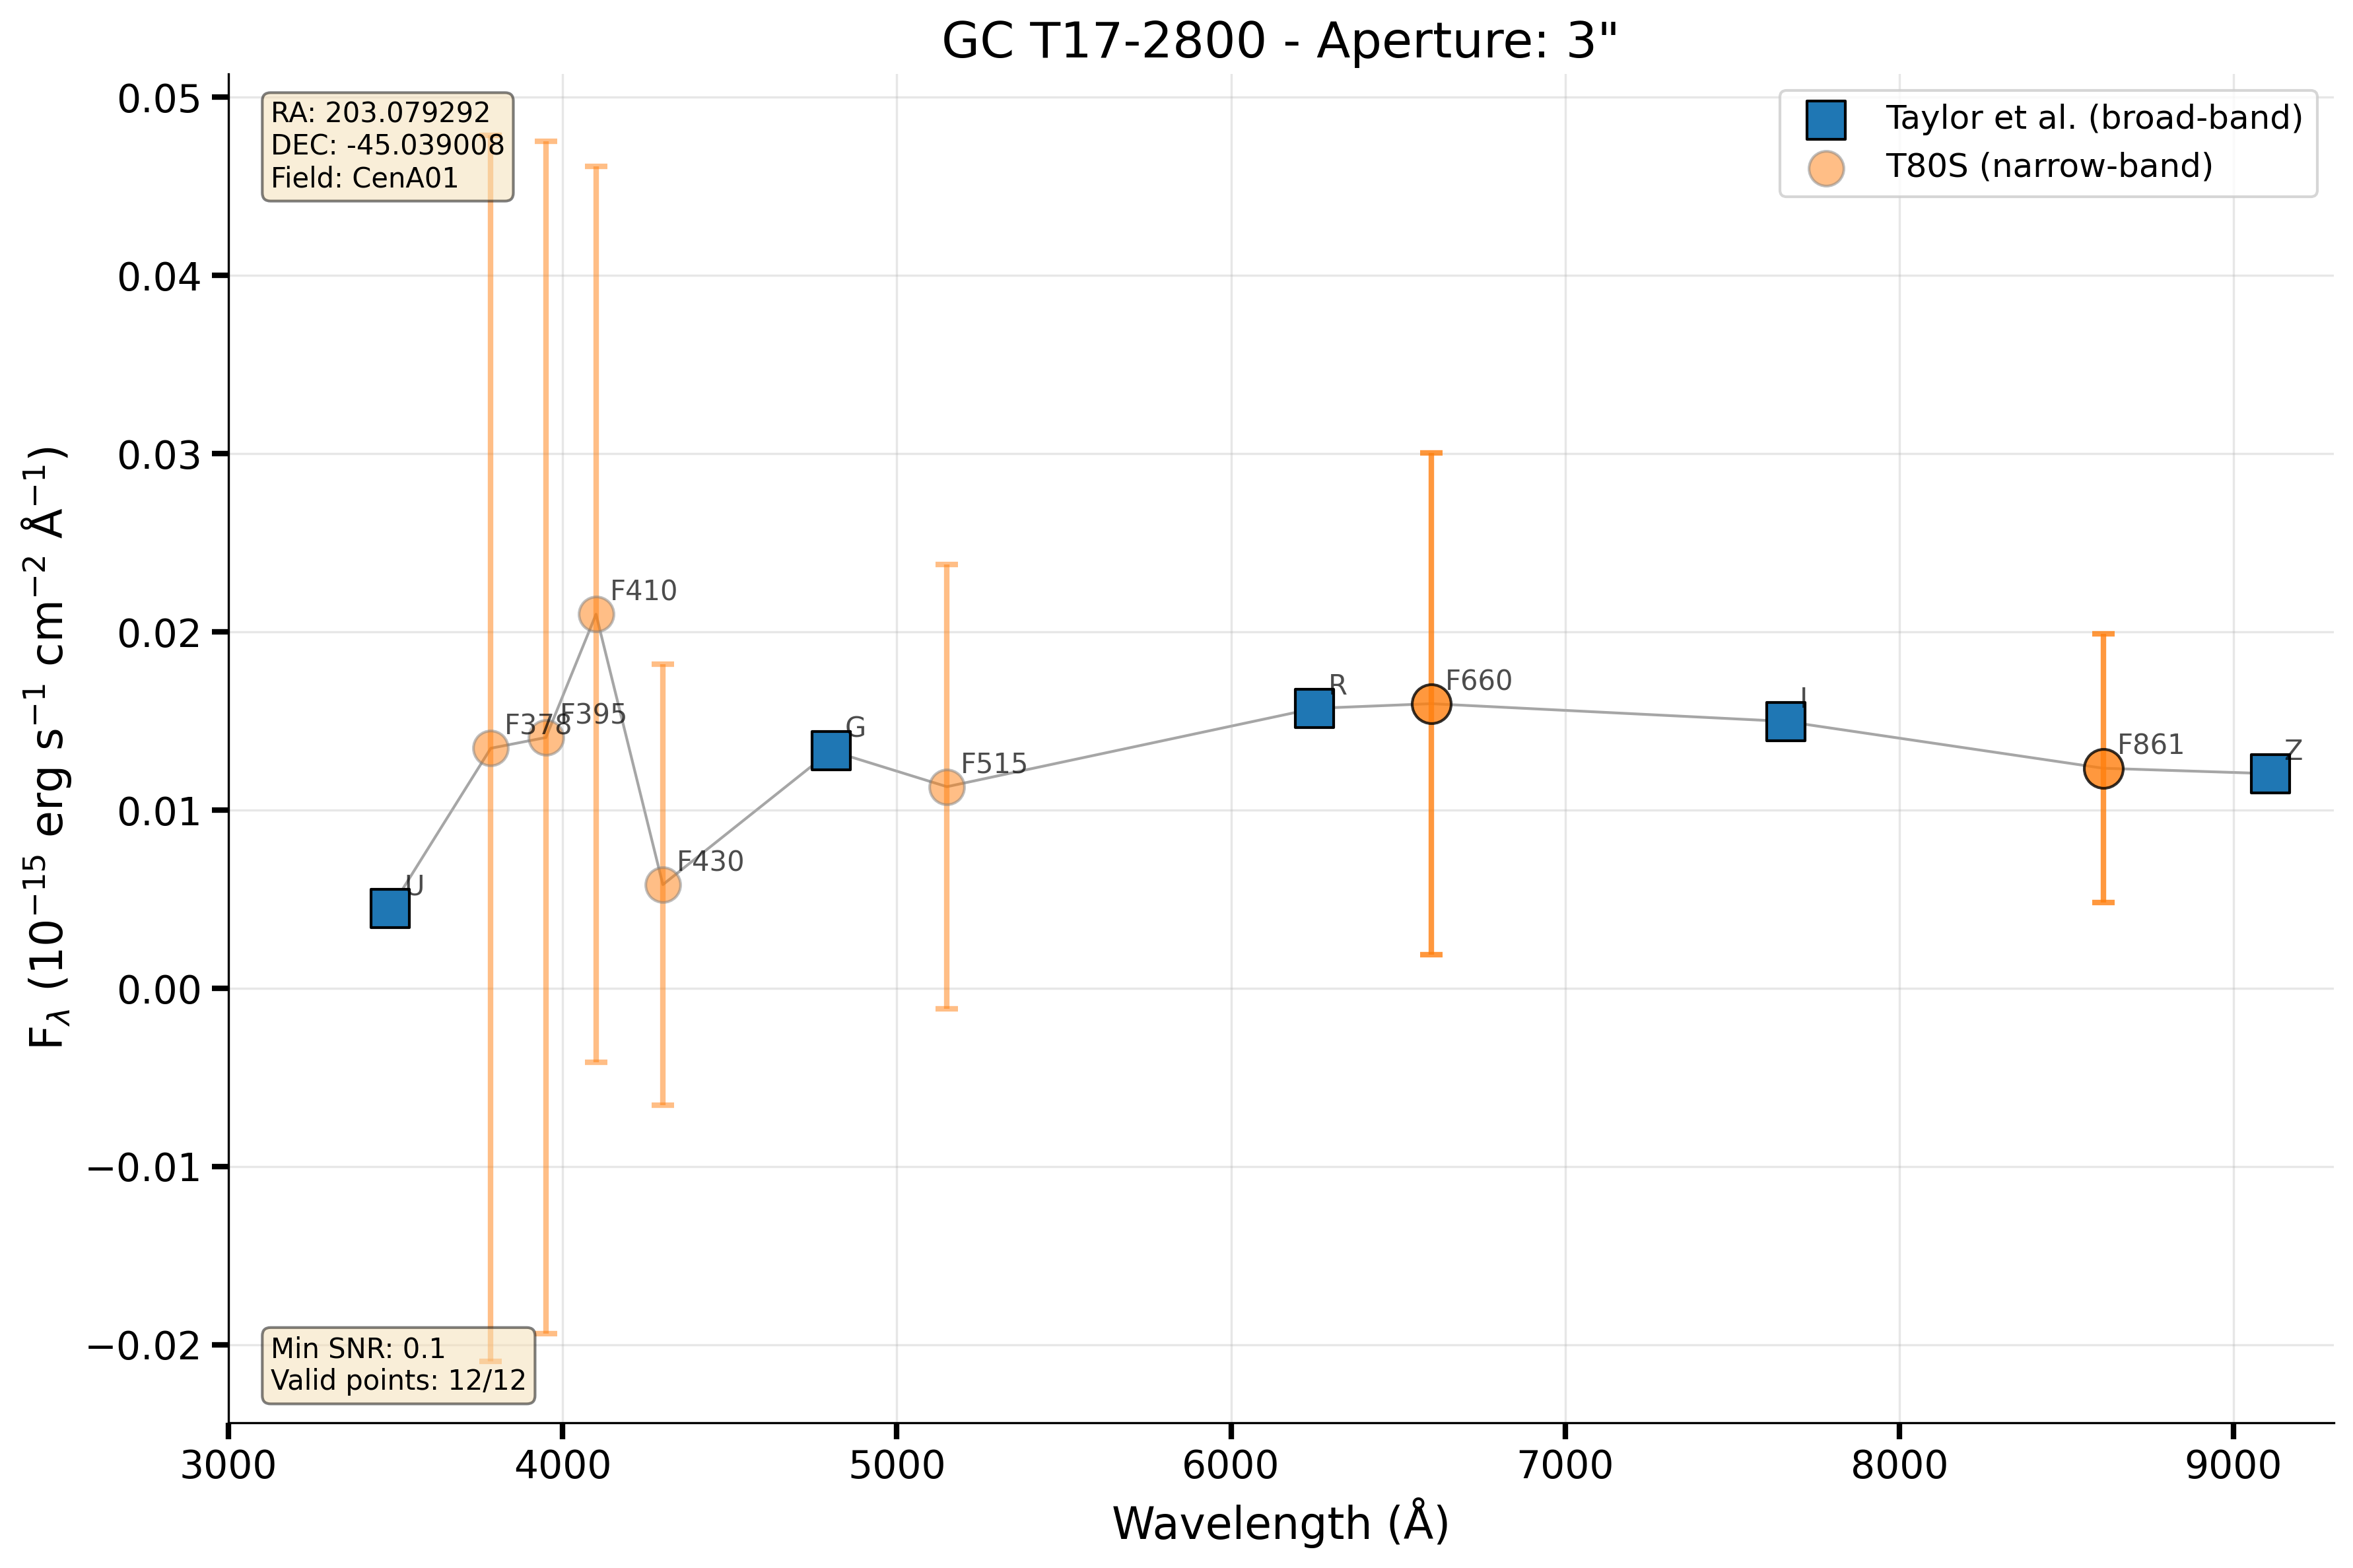 GC T17-2800 - Aperture: 3"
RA: 203.079292
DEC: -45.039008
Field: CenA01
Taylor et al. (broad-band)
T80S (narrow-band)
0.05
0.04
0.03
0.02
0.01
0.00
−0.01
−0.02
F410
F378
F395
F430
U
G
F515
R
F660
I
F861
Z
Min SNR: 0.1
Valid points: 12/12
3000 4000 5000 6000 7000 8000 9000
Wavelength (Å)
Fλ (10⁻¹⁵ erg s⁻¹ cm⁻² Å⁻¹)